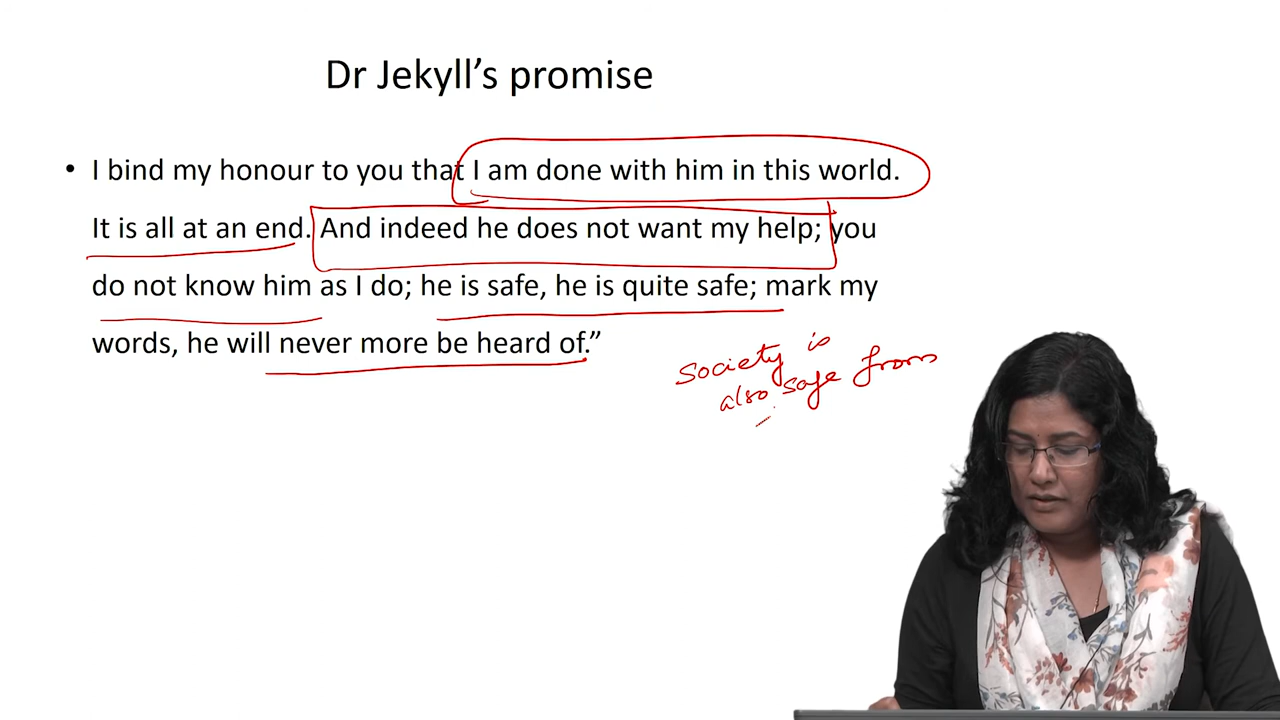 Dr Jekyll’s promise
• I bind my honour to you that I am done with him in this world.
It is all at an end. And indeed he does not want my help; you
do not know him as I do; he is safe, he is quite safe; mark my
words, he will never more be heard of.”
Society is
also safe from